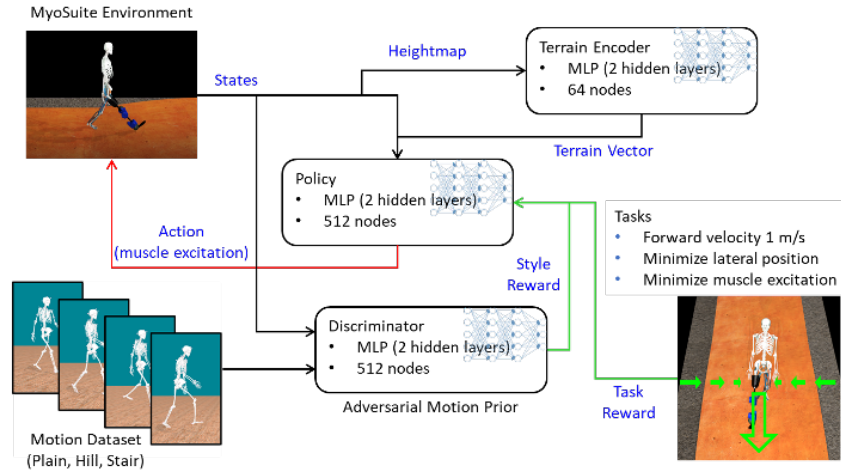 MyoSuite Environment
States
Heightmap
Terrain Encoder
• MLP (2 hidden layers)
• 64 nodes
Terrain Vector
Policy
• MLP (2 hidden layers)
• 512 nodes
Action
(muscle excitation)
Style
Reward
Tasks
• Forward velocity 1 m/s
• Minimize lateral position
• Minimize muscle excitation
Discriminator
• MLP (2 hidden layers)
• 512 nodes
Adversarial Motion Prior
Task
Reward
Motion Dataset
(Plain, Hill, Stair)